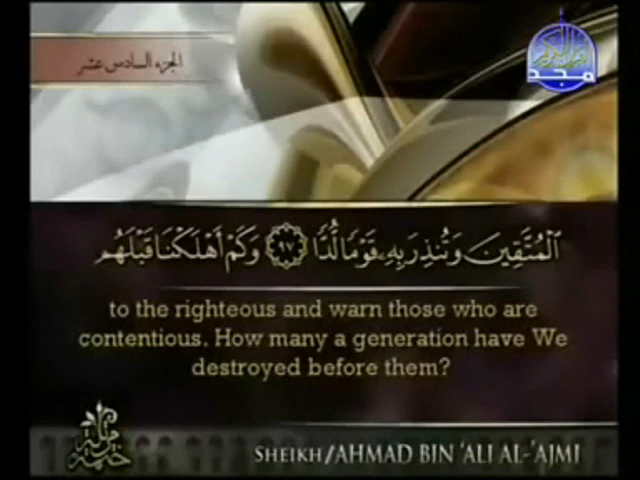 الجزء السادس عشر
مجد
ٱلْمُتَّقِينَ وَتُنذِرَ بِهِۦ قَوْمًا لُّدًّا ۝٩٧ وَكَمْ أَهْلَكْنَا قَبْلَهُم
to the righteous and warn those who are
contentious. How many a generation have We
destroyed before them?
SHEIKH/AHMAD BIN 'ALI AL-'AJMI